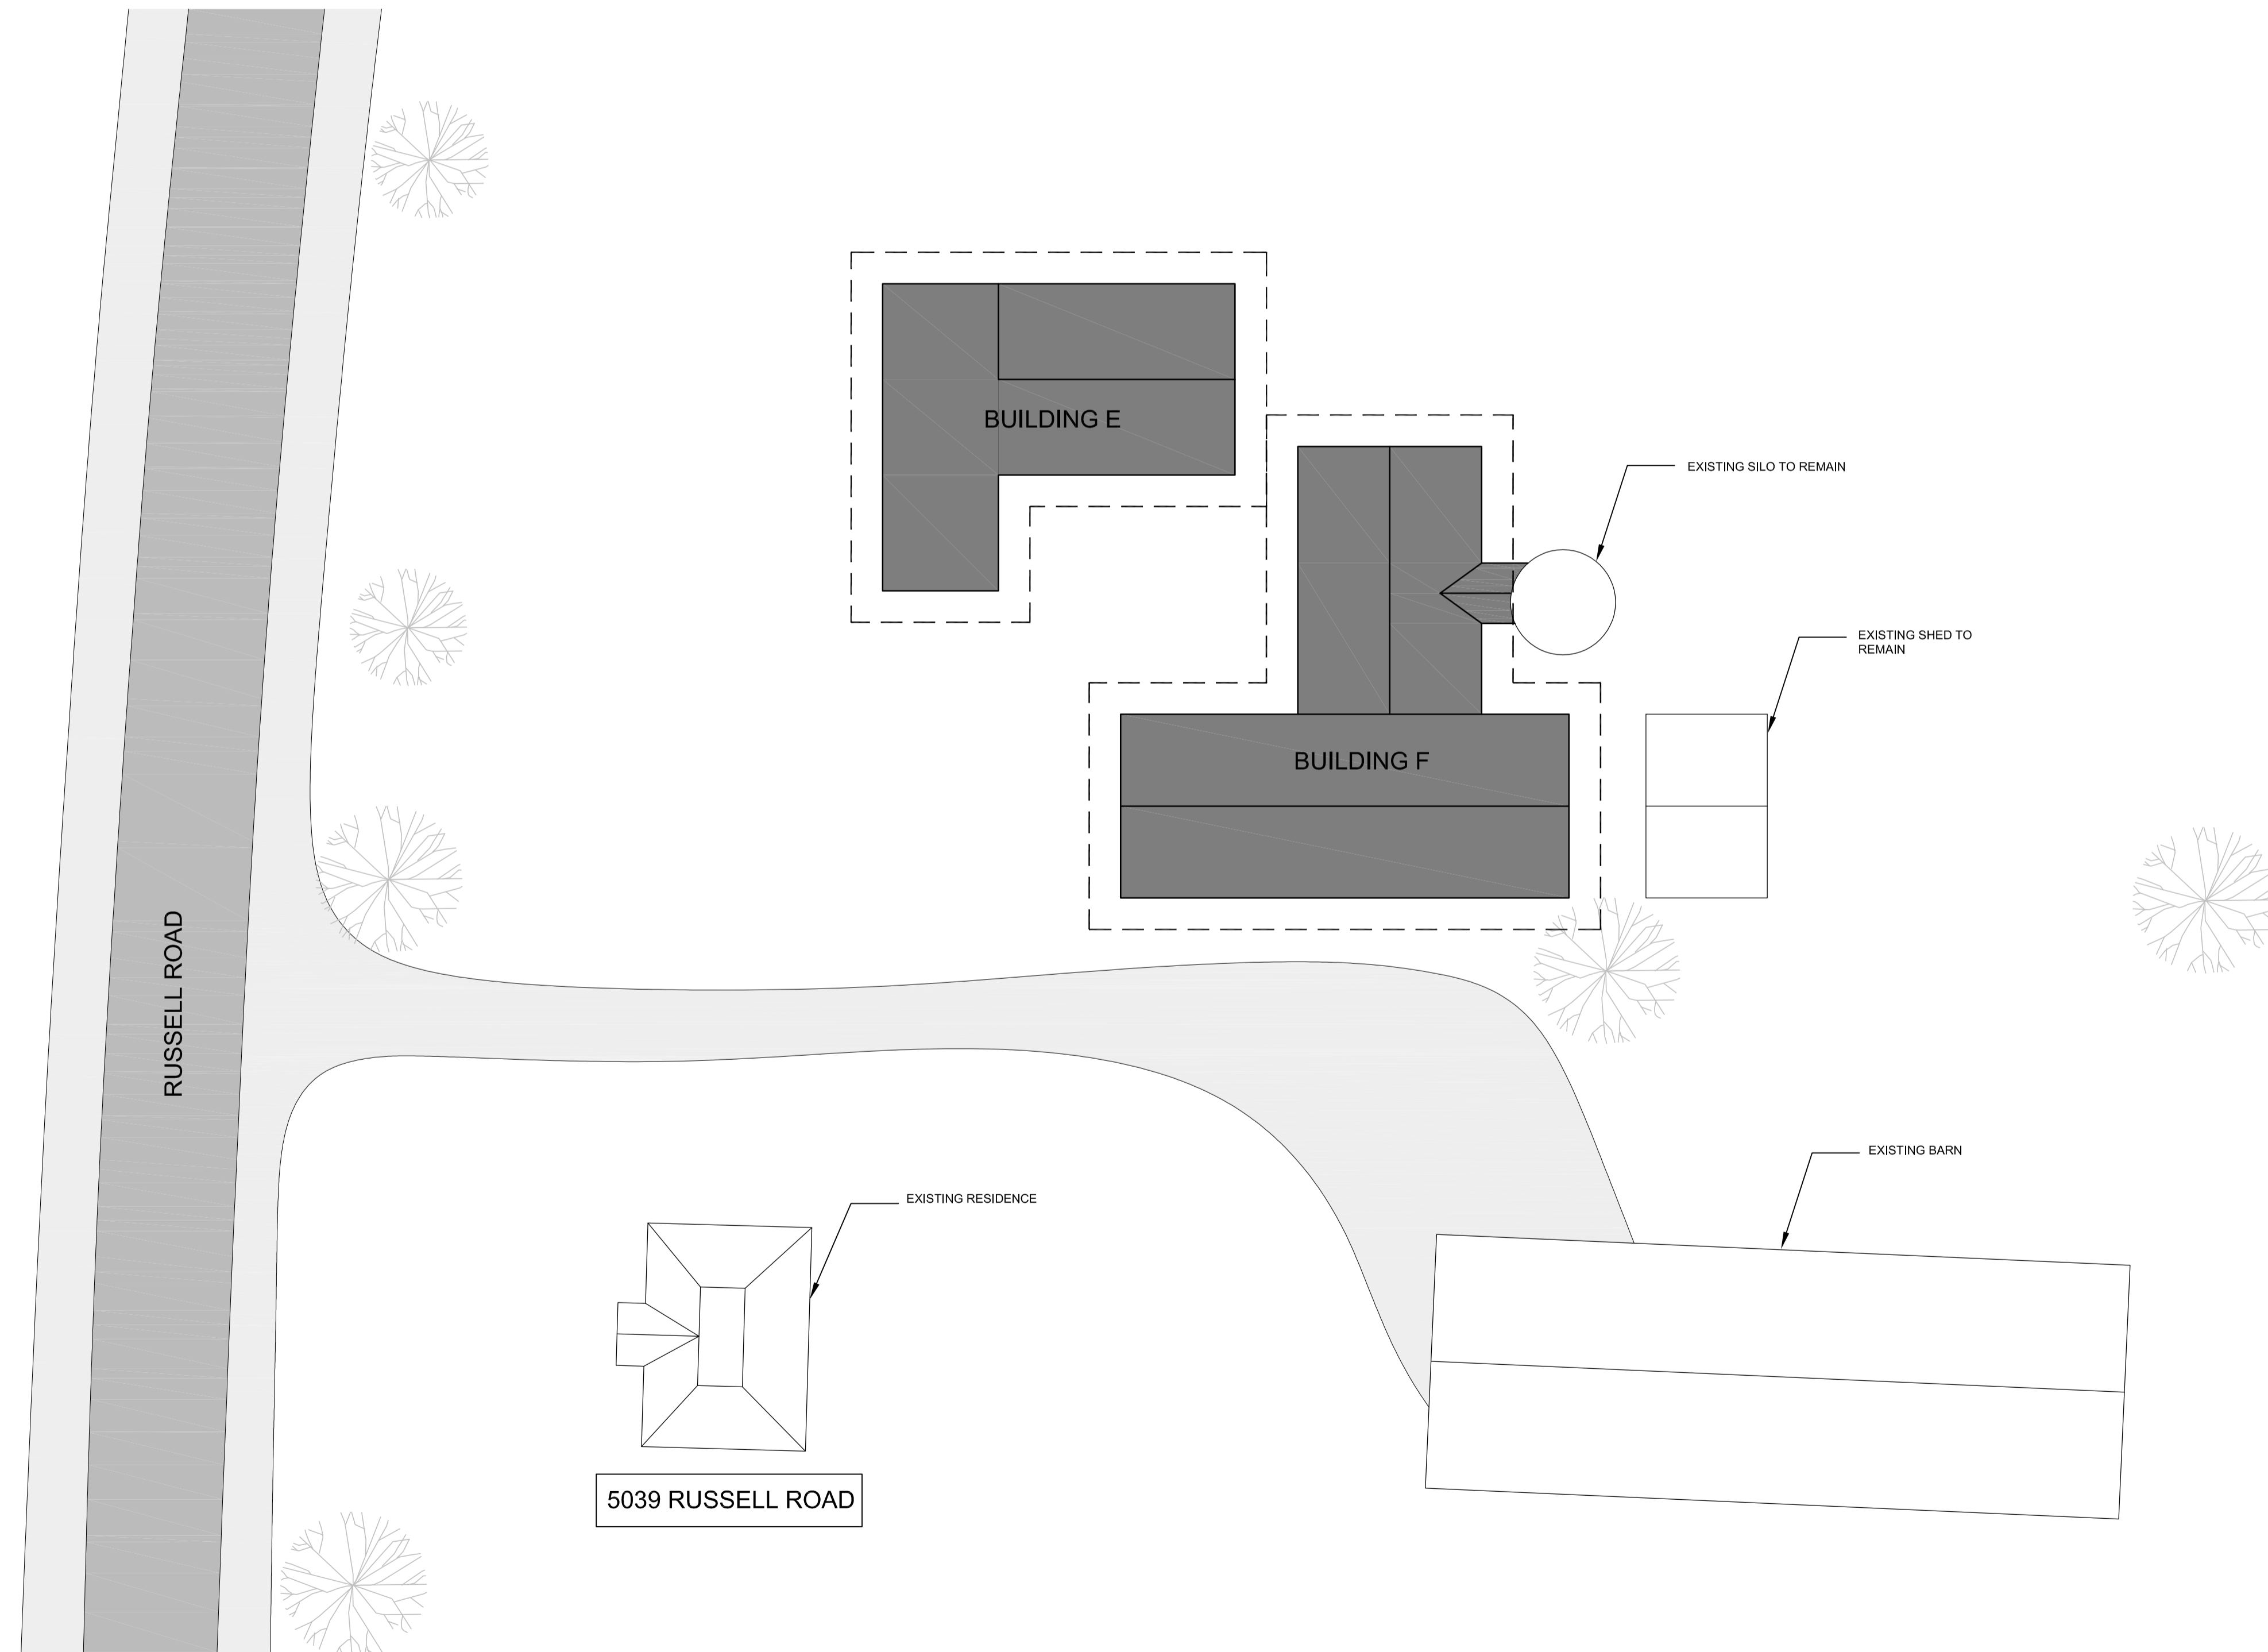 BUILDING E
EXISTING SILO TO REMAIN
EXISTING SHED TO
REMAIN
BUILDING F
RUSSELL ROAD
EXISTING BARN
EXISTING RESIDENCE
5039 RUSSELL ROAD